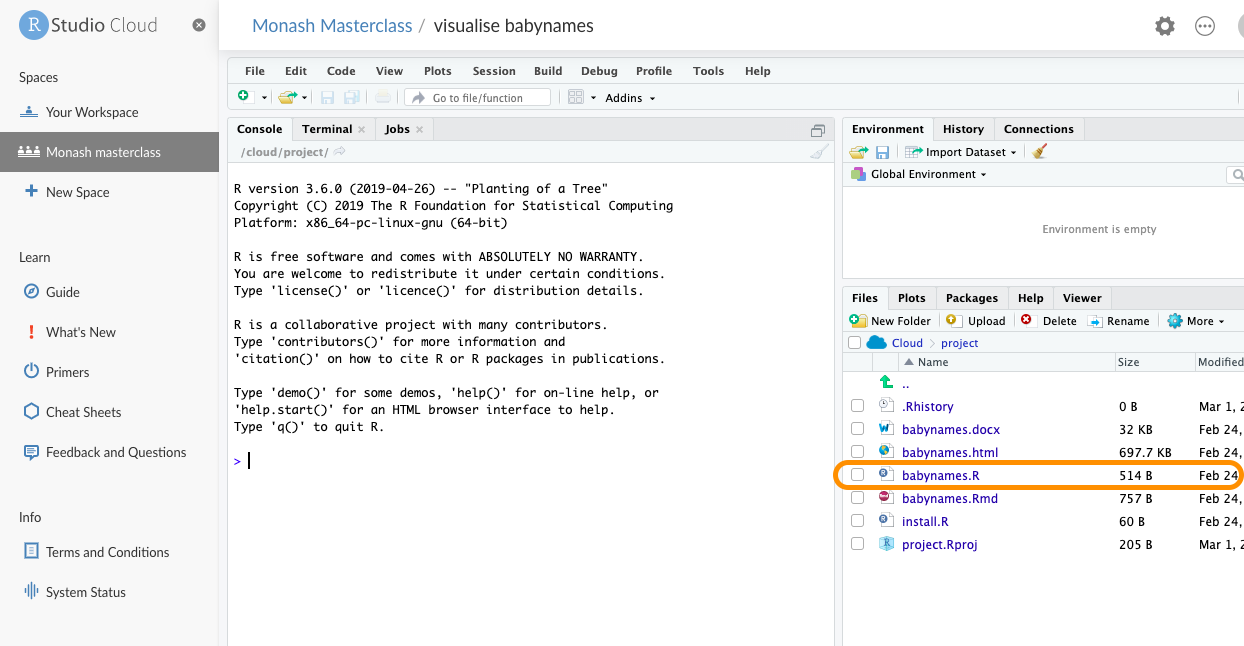 R Studio Cloud
Spaces
Your Workspace
Monash masterclass
New Space
Learn
Guide
What's New
Primers
Cheat Sheets
Feedback and Questions
Info
Terms and Conditions
System Status
Monash Masterclass / visualise babynames
File Edit Code View Plots Session Build Debug Profile Tools Help
Go to file/function Addins
Console Terminal Jobs
/cloud/project/
R version 3.6.0 (2019-04-26) -- "Planting of a Tree"
Copyright (C) 2019 The R Foundation for Statistical Computing
Platform: x86_64-pc-linux-gnu (64-bit)
R is free software and comes with ABSOLUTELY NO WARRANTY.
You are welcome to redistribute it under certain conditions.
Type 'license()' or 'licence()' for distribution details.
R is a collaborative project with many contributors.
Type 'contributors()' for more information and
'citation()' on how to cite R or R packages in publications.
Type 'demo()' for some demos, 'help()' for on-line help, or
'help.start()' for an HTML browser interface to help.
Type 'q()' to quit R.
>
Environment History Connections
Import Dataset
Global Environment
Environment is empty
Files Plots Packages Help Viewer
New Folder Upload Delete Rename More
Cloud project
Name Size Modified
..
.Rhistory 0 B Mar 1, 2
babynames.docx 32 KB Feb 24,
babynames.html 697.7 KB Feb 24,
babynames.R 514 B Feb 24
babynames.Rmd 757 B Feb 24,
install.R 60 B Feb 24,
project.Rproj 205 B Mar 1, 2